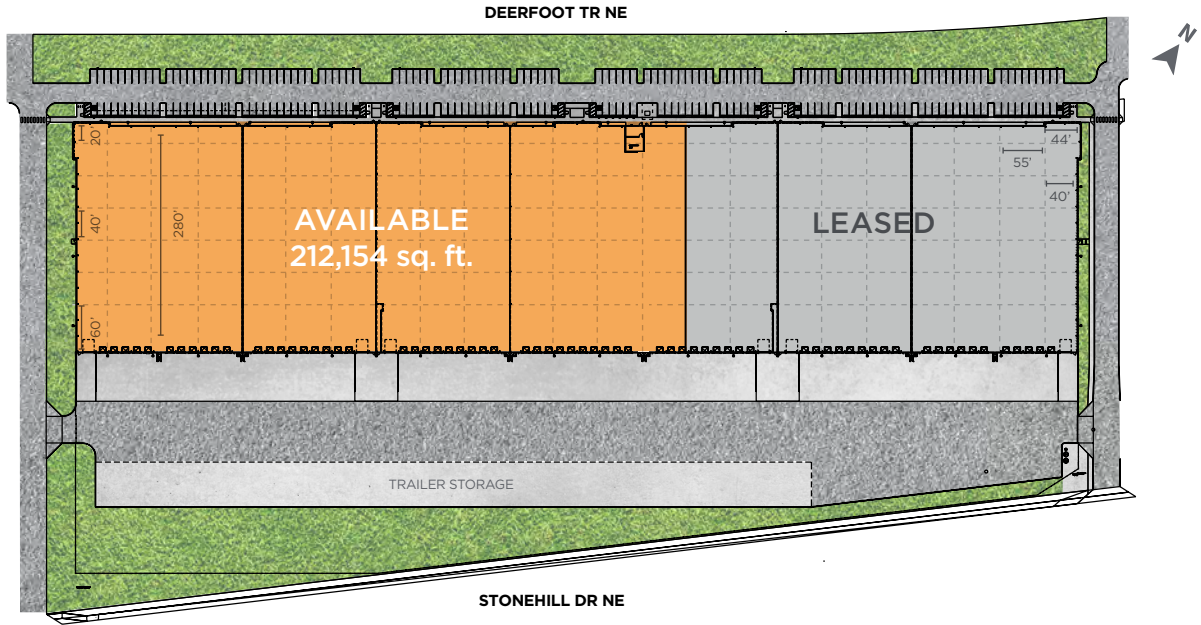 DEERFOOT TR NE
N
20'
44'
55'
40'
40'
280'
AVAILABLE
212,154 sq. ft.
LEASED
60'
TRAILER STORAGE
STONEHILL DR NE